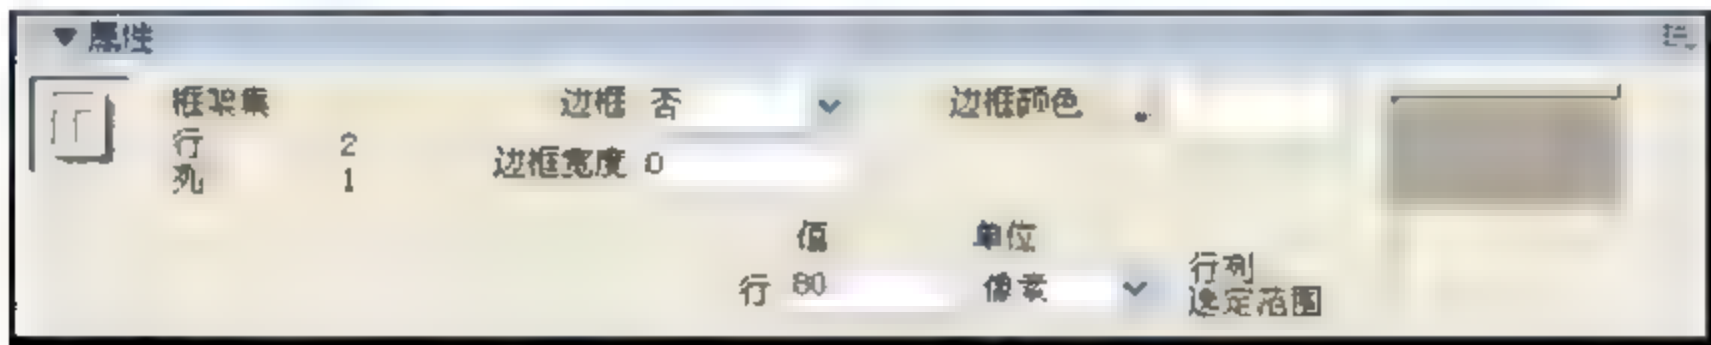 属性
框架集 边框 否 边框颜色
行 2
列 1 边框宽度 0
值 单位
行 80 像素 行列
选定范围